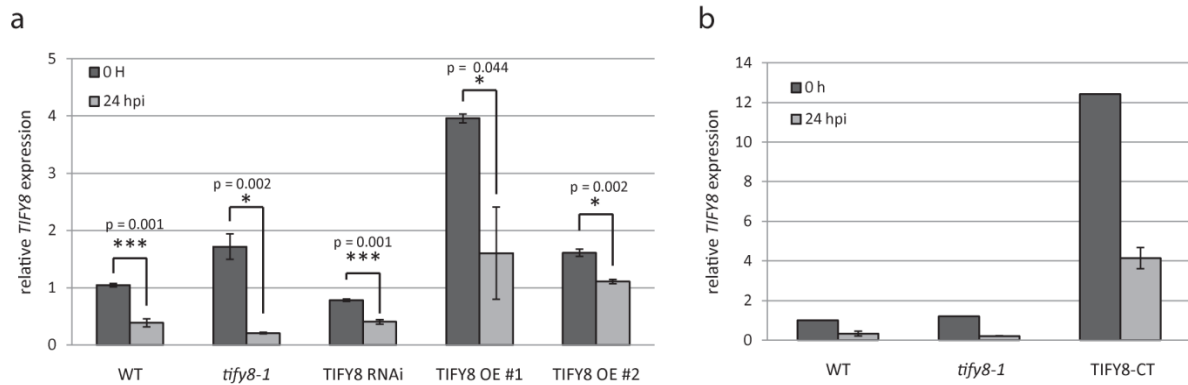 a
relative TIFY8 expression
5
4
3
2
1
0
0 H
24 hpi
p = 0.001
***
p = 0.002
*
p = 0.001
***
p = 0.044
*
p = 0.002
*
WT
tify8-1
TIFY8 RNAi
TIFY8 OE #1
TIFY8 OE #2
b
relative TIFY8 expression
14
12
10
8
6
4
2
0
0 h
24 hpi
WT
tify8-1
TIFY8-CT